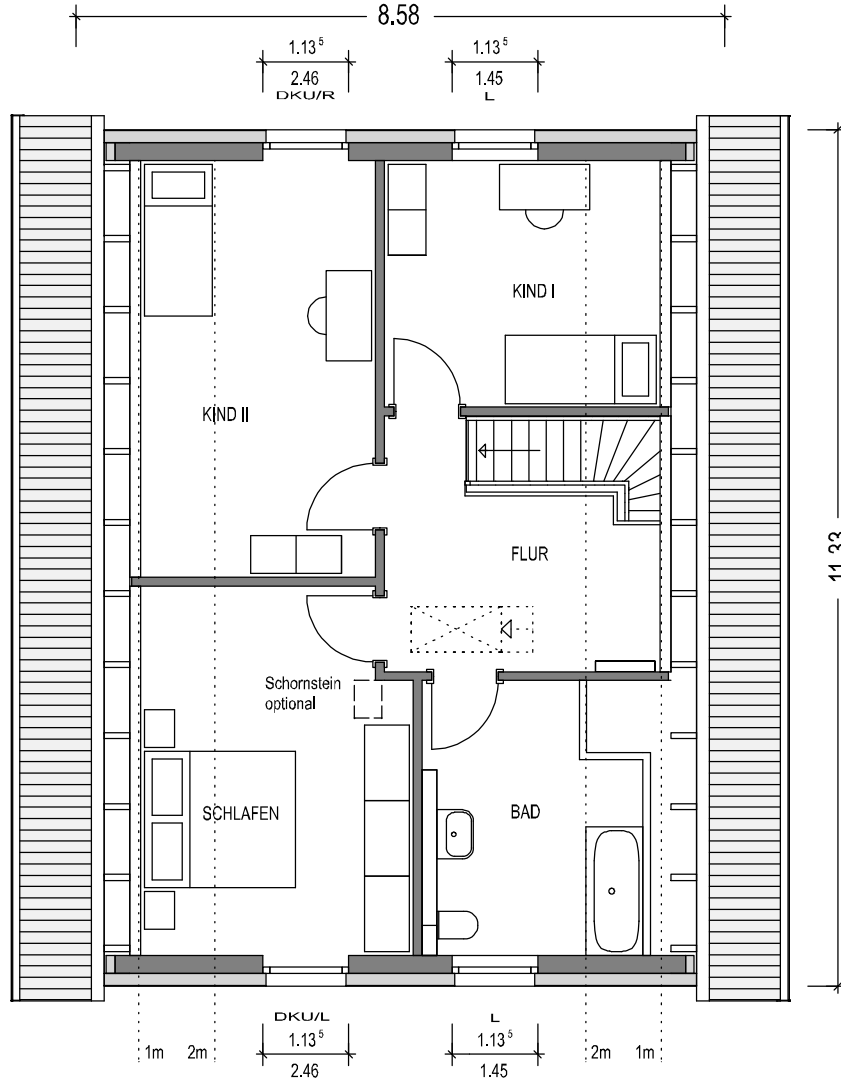 8.58
1.13⁵ 1.13⁵
2.46 1.45
DKU/R L
KIND I
KIND II
11.33
FLUR
Schornstein
optional
SCHLAFEN
BAD
DKU/L L
1m 2m 1.13⁵ 1.13⁵ 2m 1m
2.46 1.45